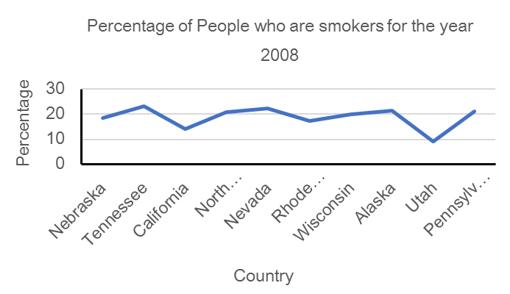 Percentage of People who are smokers for the year
2008
Percentage
30
20
10
0
Nebraska
Tennessee
California
North…
Nevada
Rhode…
Wisconsin
Alaska
Utah
Pennsylv…
Country